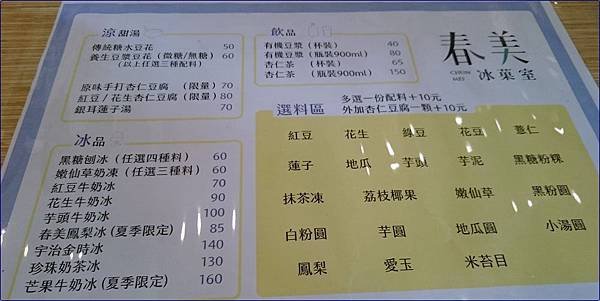 涼 甜湯
傳統糖水豆花 50
養生豆漿豆花 (微糖/無糖) 60
(以上任選三種配料)
原味手打杏仁豆腐 (限量) 70
紅豆/花生杏仁豆腐 (限量) 80
銀耳蓮子湯 70
冰品
黑糖刨冰 (任選四種料) 60
嫩仙草奶凍 (任選三種料) 60
紅豆牛奶冰 70
花生牛奶冰 90
芋頭牛奶冰 100
春美鳳梨冰 (夏季限定) 85
宇治金時冰 140
珍珠奶茶冰 130
芒果牛奶冰 (夏季限定) 160
飲品
有機豆漿 (杯裝) 40
有機豆漿 (瓶裝900ml) 80
杏仁茶 (杯裝) 65
杏仁茶 (瓶裝900ml) 150
春美
CHUN MEI
冰菓室
選料區
多選一份配料+10元
外加杏仁豆腐一顆+10元
紅豆 花生 綠豆 花豆 薏仁
蓮子 地瓜 芋頭 芋泥 黑糖粉粿
抹茶凍 荔枝椰果 嫩仙草 黑粉圓
白粉圓 芋圓 地瓜圓 小湯圓
鳳梨 愛玉 米苔目